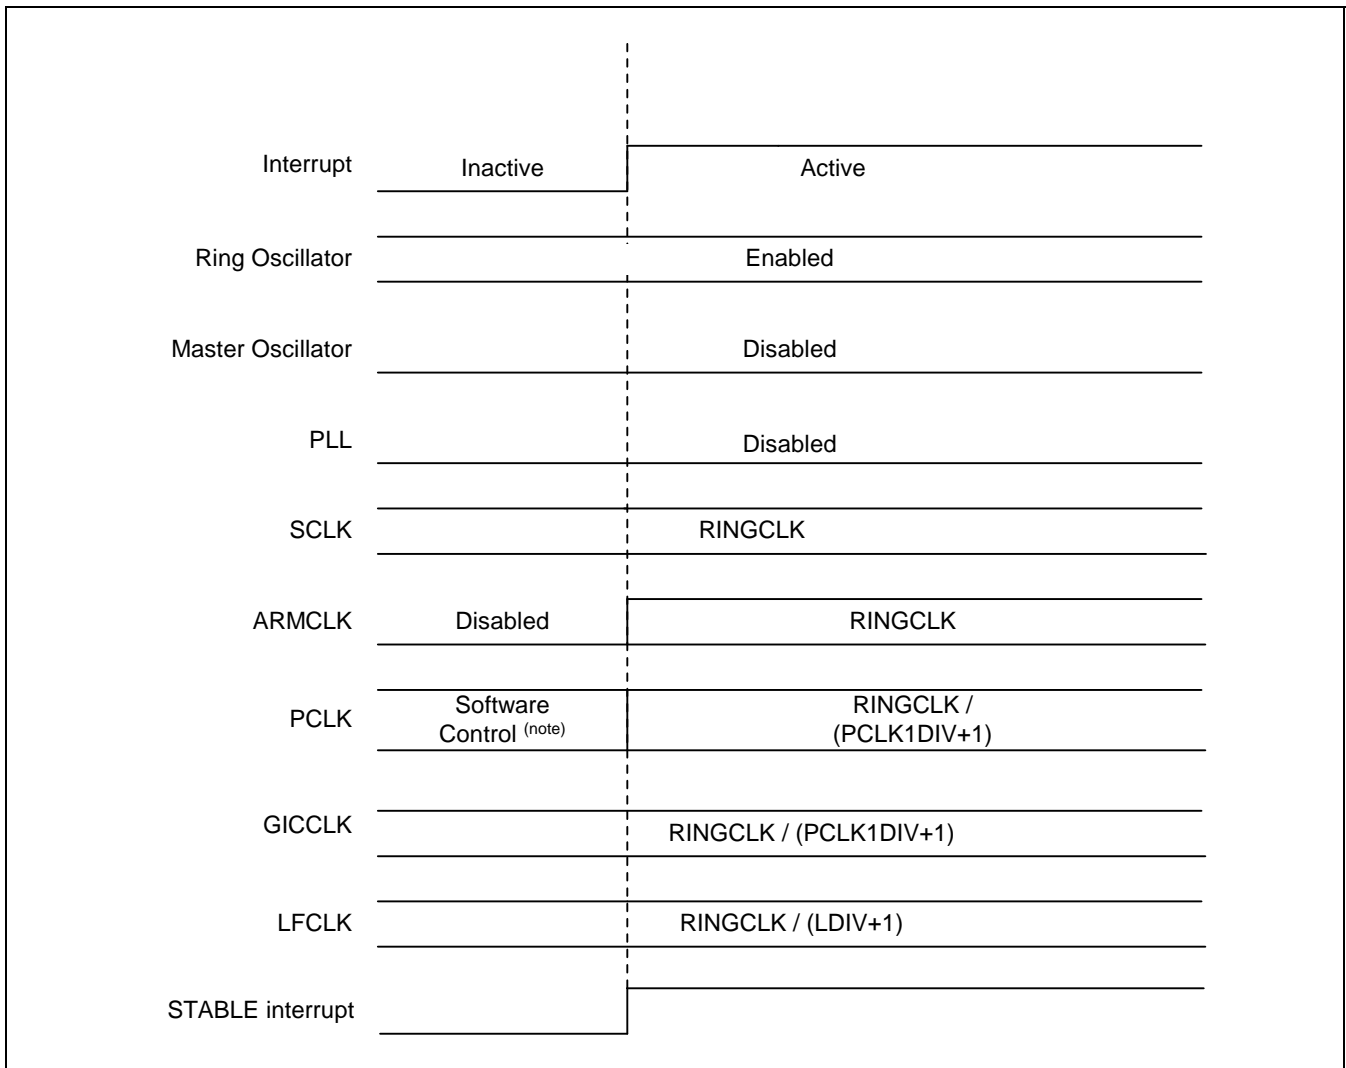 Interrupt Inactive Active
Ring Oscillator Enabled
Master Oscillator Disabled
PLL Disabled
SCLK RINGCLK
ARMCLK Disabled RINGCLK
PCLK
Software
Control (note)
RINGCLK /
(PCLK1DIV+1)
GICCLK RINGCLK / (PCLK1DIV+1)
LFCLK RINGCLK / (LDIV+1)
STABLE interrupt